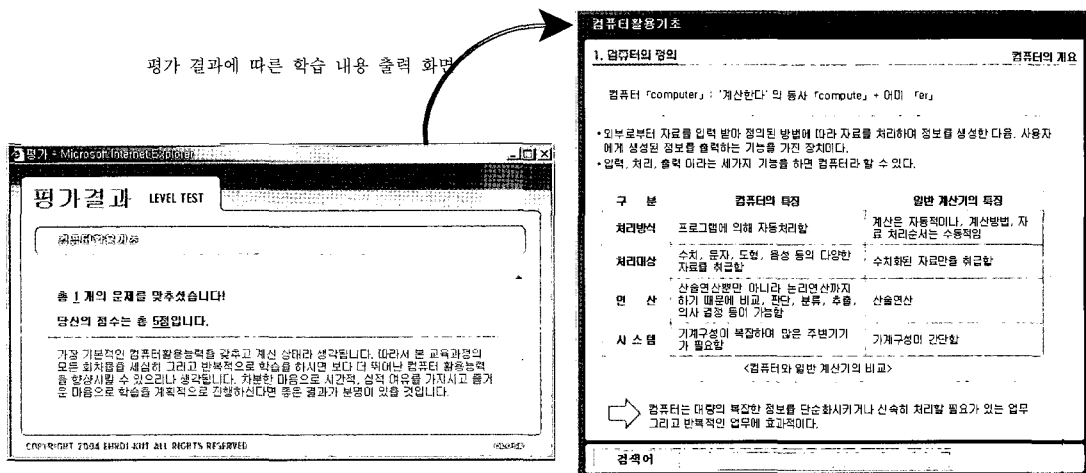 평가 결과에 따른 학습 내용 출력 화면
평가 - Microsoft Internet Explorer
평가결과 LEVEL TEST
컴퓨터활용기초
총 1 개의 문제를 맞추셨습니다!
당신의 점수는 총 5점입니다.
가장 기본적인 컴퓨터활용능력을 갖추고 계신 상태라 생각됩니다. 따라서 본 교육과정의
모든 회차들을 세심히 그리고 반복적으로 학습을 하시면 보다 더 뛰어난 컴퓨터 활용능력
을 향상시킬 수 있으리나 생각됩니다. 차분한 마음으로 시간적, 심적 여유를 가지시고 즐거
운 마음으로 학습을 계획적으로 진행하신다면 좋은 결과가 분명이 있을 것입니다.
COPYRIGHT 2004 EHRDI-KUT ALL RIGHTS RESERVED
컴퓨터활용기초
1. 컴퓨터의 정의 컴퓨터의 개요
컴퓨터 「computer」 : '계산한다' 의 동사 「compute」 + 어미 「er」
• 외부로부터 자료를 입력 받아 정의된 방법에 따라 자료를 처리하여 정보를 생성한 다음. 사용자
에게 생성된 정보를 출력하는 기능을 가진 장치이다.
• 입력, 처리, 출력 이라는 세가지 기능을 하면 컴퓨터라 할 수 있다.
구 분 컴퓨터의 특징 일반 계산기의 특징
처리방식 프로그램에 의해 자동처리함 계산은 자동적이나, 계산방법, 자
료 처리순서는 수동적임
처리대상 수치, 문자, 도형, 음성 등의 다양한
자료를 취급함 수치화된 자료만을 취급함
연 산 산술연산뿐만 아니라 논리연산까지
하기 때문에 비교, 판단, 분류, 추출,
의사 결정 등이 가능함 산술연산
시 스 템 기계구성이 복잡하여 많은 주변기기
가 필요함 기계구성이 간단함
<컴퓨터와 일반 계산기의 비교>
컴퓨터는 대량의 복잡한 정보를 단순화시키거나 신속히 처리할 필요가 있는 업무
그리고 반복적인 업무에 효과적이다.
검색어